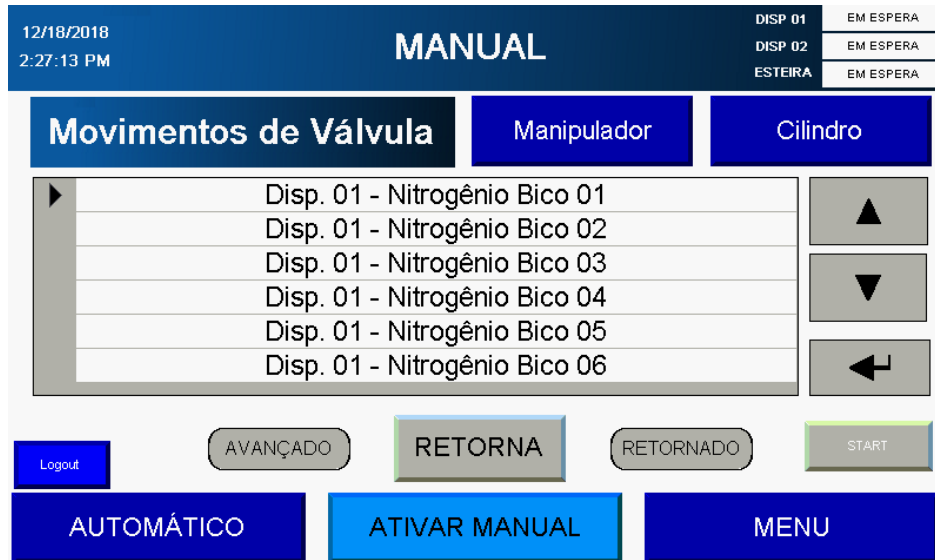 12/18/2018
2:27:13 PM
MANUAL
DISP 01 EM ESPERA
DISP 02 EM ESPERA
ESTEIRA EM ESPERA
Movimentos de Válvula
Manipulador
Cilindro
Disp. 01 - Nitrogênio Bico 01
Disp. 01 - Nitrogênio Bico 02
Disp. 01 - Nitrogênio Bico 03
Disp. 01 - Nitrogênio Bico 04
Disp. 01 - Nitrogênio Bico 05
Disp. 01 - Nitrogênio Bico 06
Logout
AVANÇADO
RETORNA
RETORNADO
START
AUTOMÁTICO
ATIVAR MANUAL
MENU